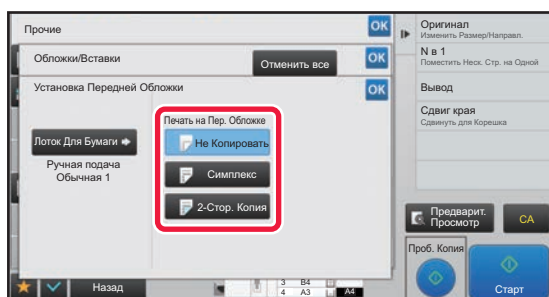 Прочие
OK
Обложки/Вставки
Отменить все
OK
Установка Передней Обложки
OK
Печать на Пер. Обложке
Лоток Для Бумаги
Ручная подача
Обычная 1
Не Копировать
Симплекс
2-Стор. Копия
Назад
3 B4
4 A3
A4
Оригинал
Изменить Размер/Направл.
N в 1
Поместить Неск. Стр. на Одной
Вывод
Сдвиг края
Сдвинуть для Корешка
Предварит.
Просмотр
CA
Проб. Копия
Старт